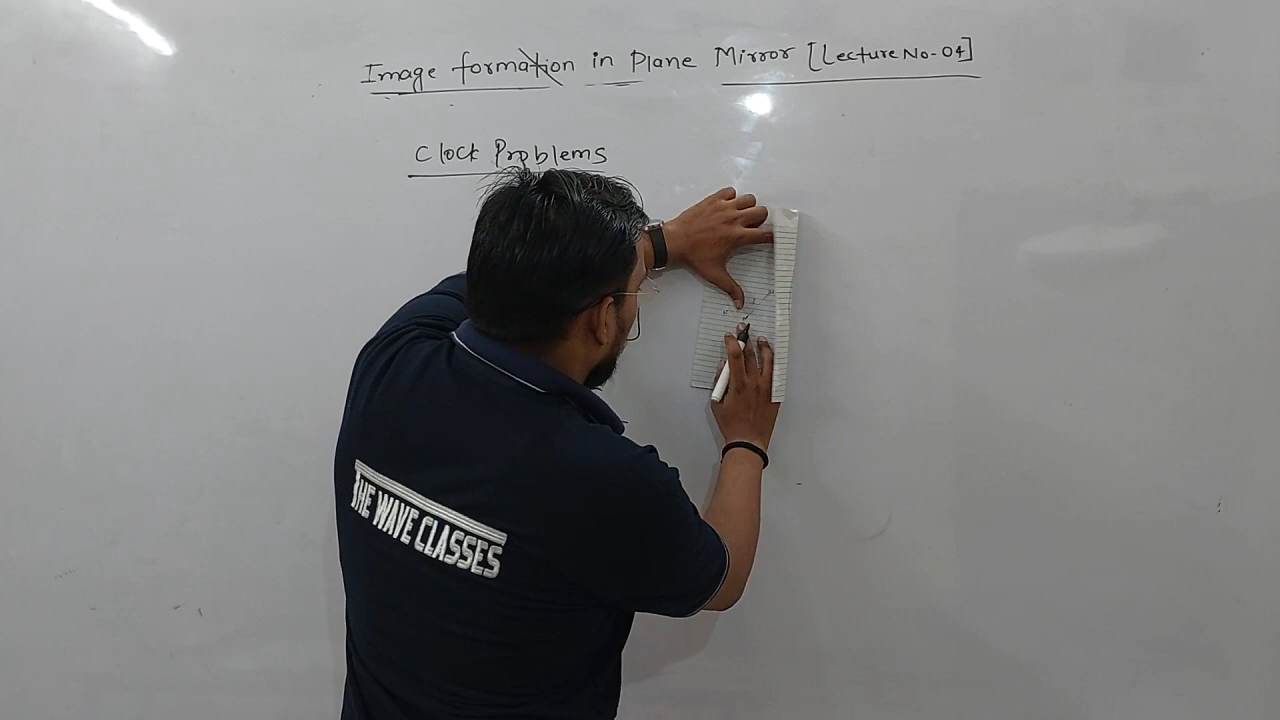 Image formation in Plane Mirror [Lecture No-04]
Clock Problems
THE WAVE CLASSES